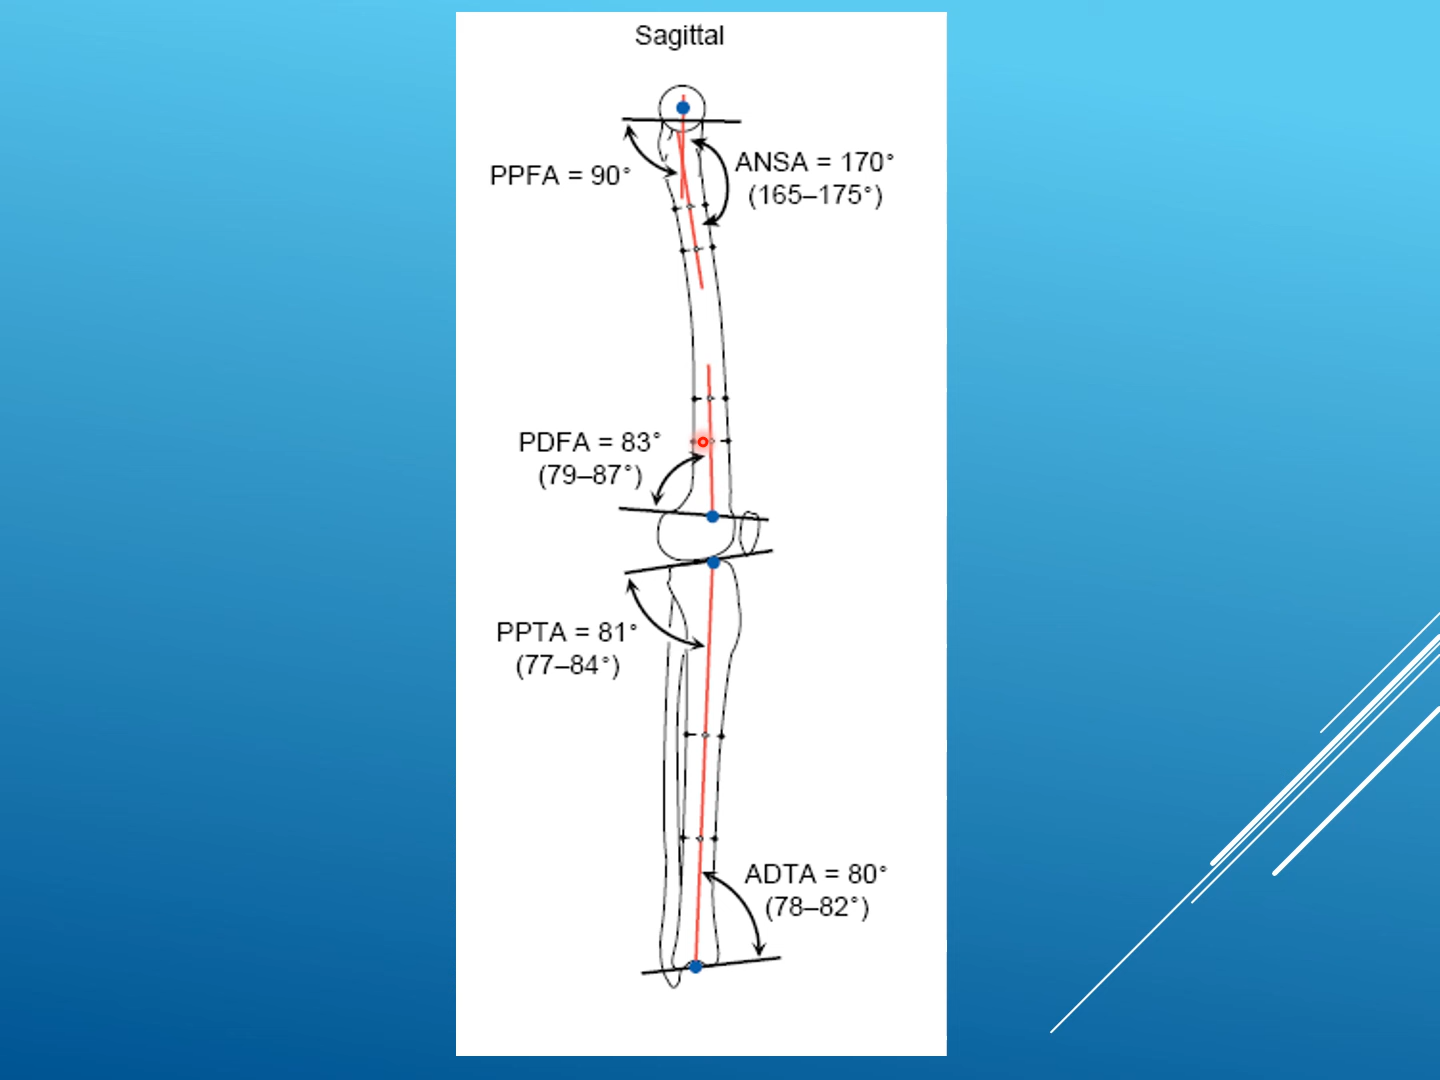 Sagittal
PPFA = 90°
ANSA = 170°
(165–175°)
PDFA = 83°
(79–87°)
PPTA = 81°
(77–84°)
ADTA = 80°
(78–82°)